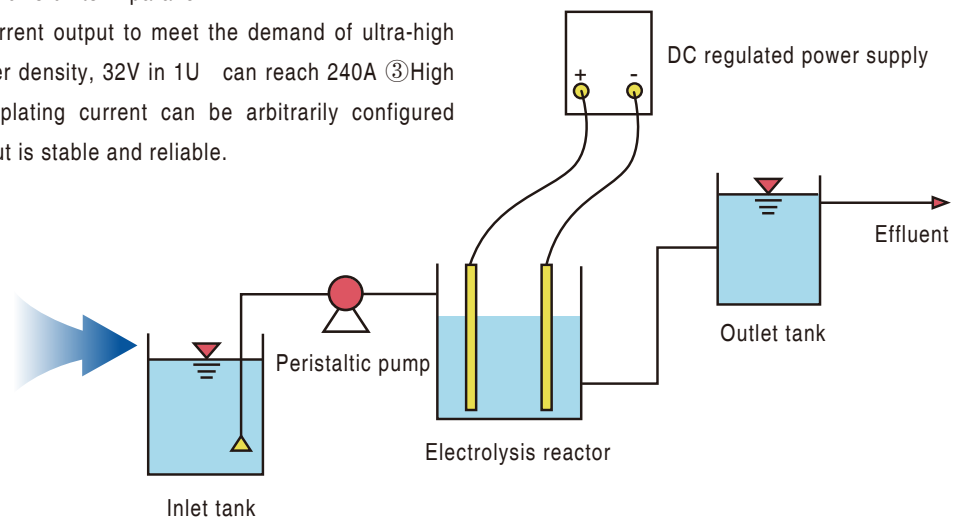 rrent output to meet the demand of ultra-high
er density, 32V in 1U can reach 240A ③High
plating current can be arbitrarily configured
ut is stable and reliable.
DC regulated power supply
+ -
Effluent
Outlet tank
Peristaltic pump
Electrolysis reactor
Inlet tank